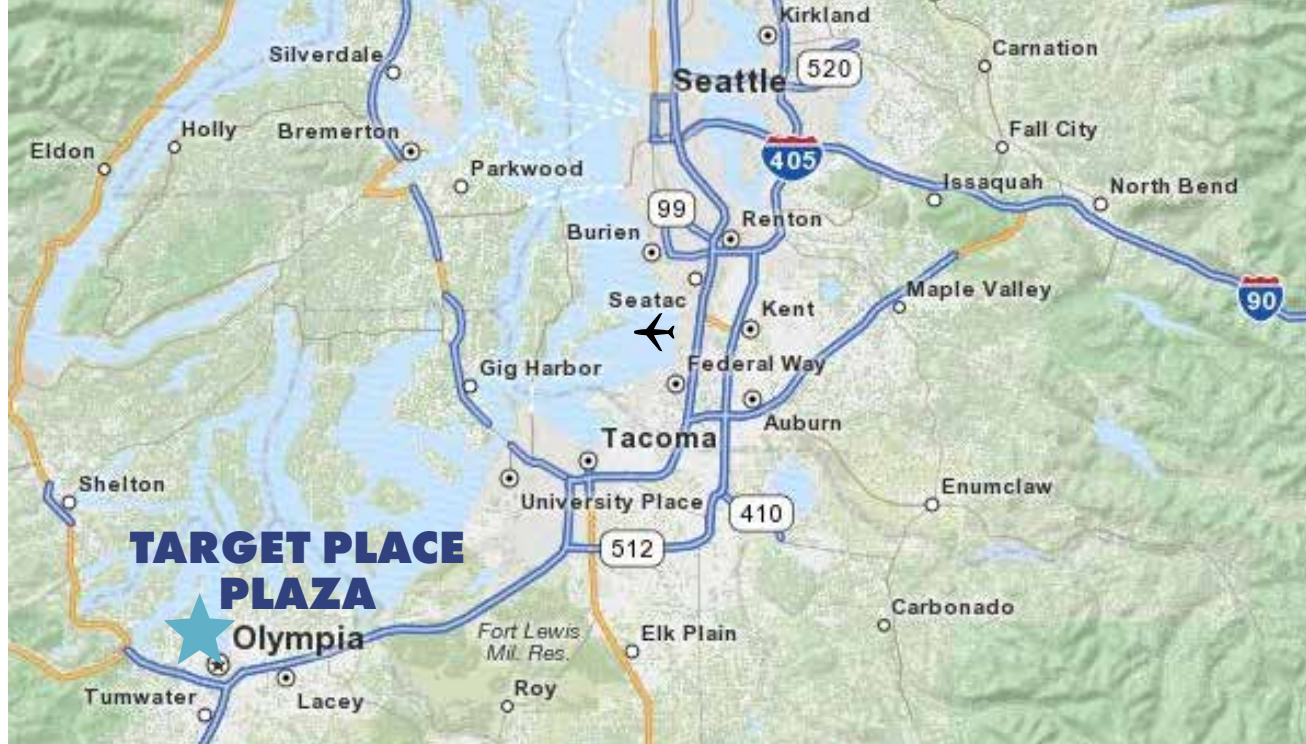 Kirkland
Silverdale
Carnation
520
Seattle
Holly
Bremerton
Fall City
Eldon
405
Parkwood
Issaquah
North Bend
99
Renton
Burien
Seatac
Maple Valley
90
Kent
Gig Harbor
Federal Way
Auburn
Tacoma
Shelton
University Place
Enumclaw
410
TARGET PLACE
PLAZA
512
Carbonado
Olympia
Fort Lewis
Mil. Res.
Elk Plain
Tumwater
Lacey
Roy